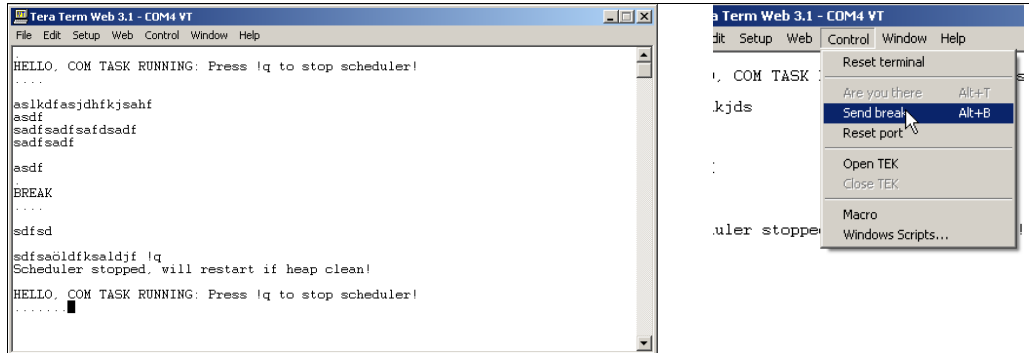 Tera Term Web 3.1 - COM4 VT
File Edit Setup Web Control Window Help
.
HELLO, COM TASK RUNNING: Press !q to stop scheduler!
....
aslkdfasjdhfkjsahf
asdf
sadfsadfsafdsadf
sadfsadf
asdf
.
BREAK
....
sdfsd
sdfsaöldfksaldjf !q
Scheduler stopped, will restart if heap clean!
HELLO, COM TASK RUNNING: Press !q to stop scheduler!
.......
a Term Web 3.1 - COM4 VT
dit Setup Web Control Window Help
, COM TASK
kjds
uler stoppe
Reset terminal
Are you there Alt+T
Send break Alt+B
Reset port
Open TEK
Close TEK
Macro
Windows Scripts...